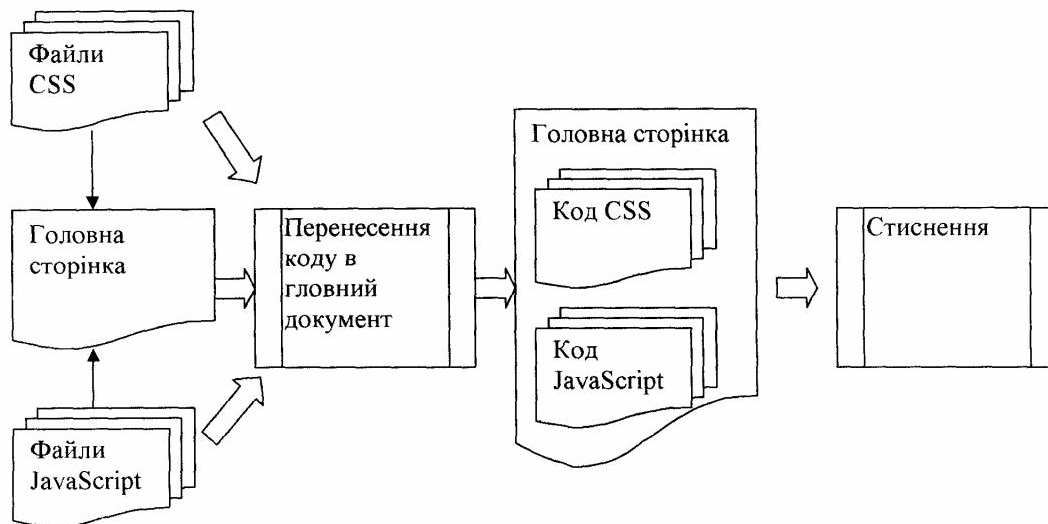 Файли
CSS
Головна
сторінка
Файли
JavaScript
Перенесення
коду в
гловний
документ
Головна сторінка
Код CSS
Код
JavaScript
Стиснення